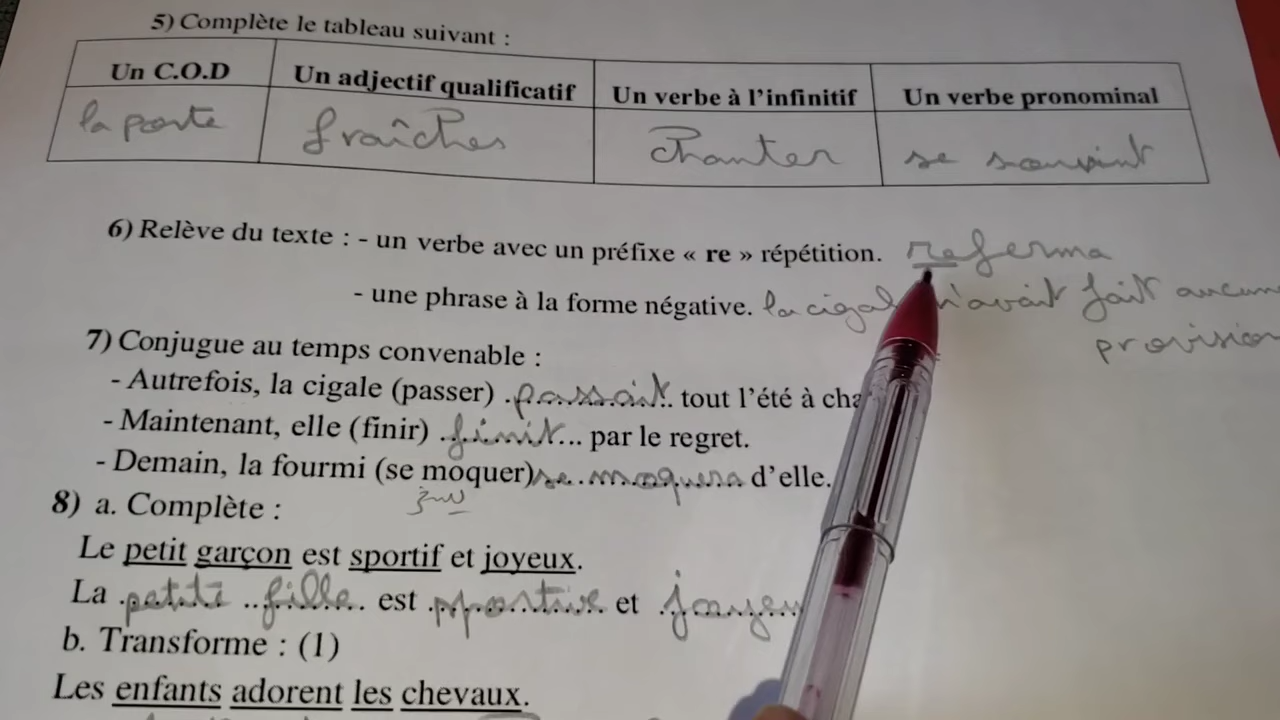 5) Complète le tableau suivant :
Un C.O.D Un adjectif qualificatif Un verbe à l'infinitif Un verbe pronominal
la porte fraîches chanter se souvint
6) Relève du texte : - un verbe avec un préfixe « re » répétition. referma
- une phrase à la forme négative. la cigal n'avait fait aucun
provision
7) Conjugue au temps convenable :
- Autrefois, la cigale (passer) .passait. tout l'été à cha
- Maintenant, elle (finir) .finit... par le regret.
- Demain, la fourmi (se moquer) se moquera d'elle.
8) a. Complète :
Le petit garçon est sportif et joyeux.
La petite fille est sportive et joyeu
b. Transforme : (1)
Les enfants adorent les chevaux.